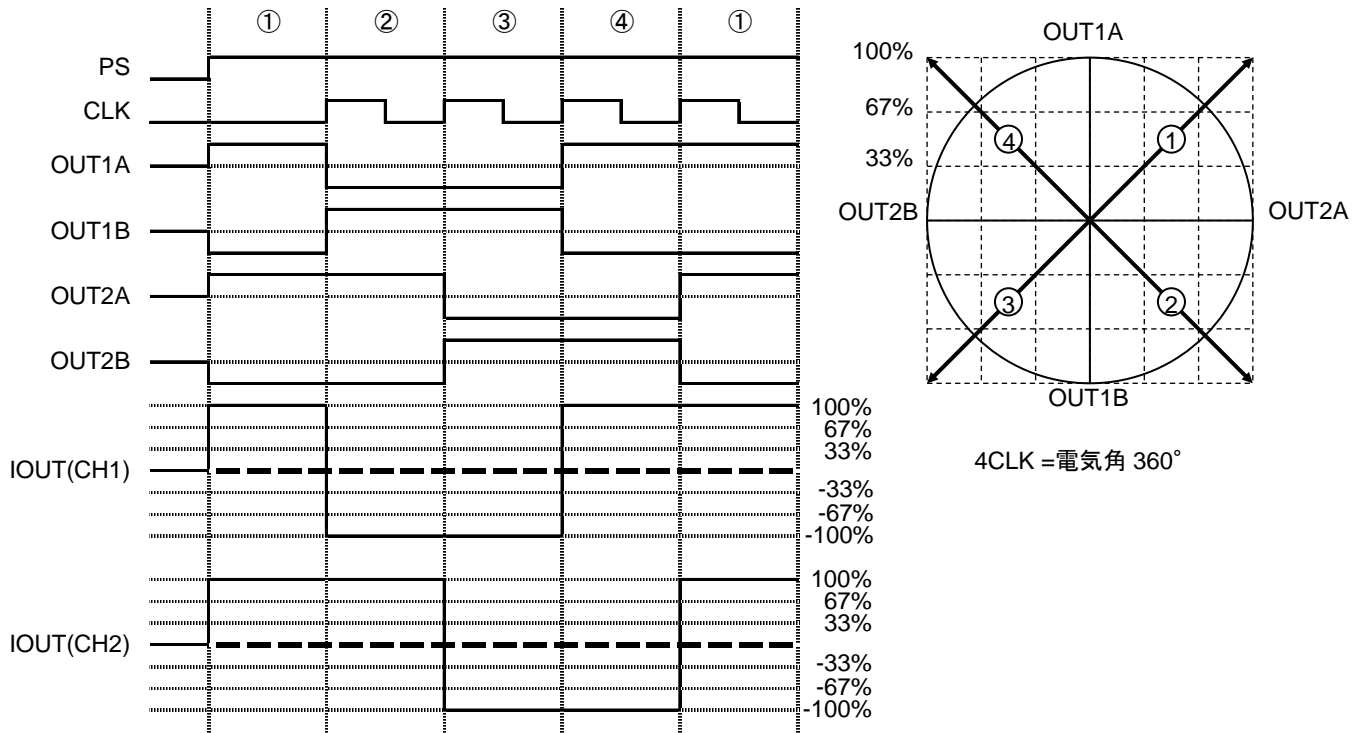 ① ② ③ ④ ①
PS
CLK
OUT1A
OUT1B
OUT2A
OUT2B
IOUT(CH1)
100%
67%
33%
-33%
-67%
-100%
IOUT(CH2)
100%
67%
33%
-33%
-67%
-100%
OUT1A
100%
67%
33%
④ ①
OUT2B OUT2A
③ ②
OUT1B
4CLK =電気角 360°